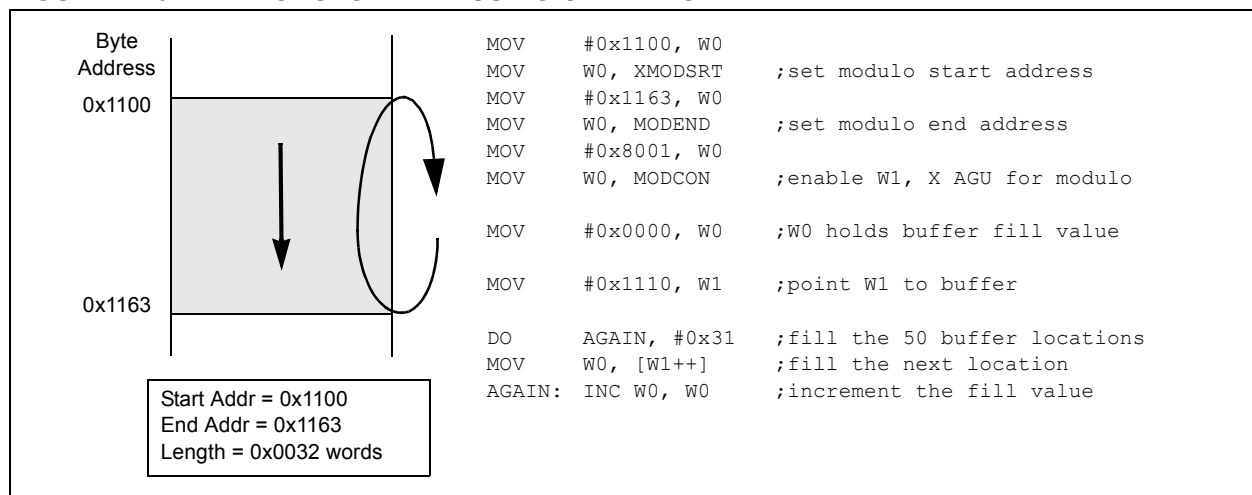 Byte
Address
0x1100
0x1163
Start Addr = 0x1100
End Addr = 0x1163
Length = 0x0032 words
MOV #0x1100, W0
MOV W0, XMODSRT ;set modulo start address
MOV #0x1163, W0
MOV W0, MODEND ;set modulo end address
MOV #0x8001, W0
MOV W0, MODCON ;enable W1, X AGU for modulo
MOV #0x0000, W0 ;W0 holds buffer fill value
MOV #0x1110, W1 ;point W1 to buffer
DO AGAIN, #0x31 ;fill the 50 buffer locations
MOV W0, [W1++] ;fill the next location
AGAIN: INC W0, W0 ;increment the fill value